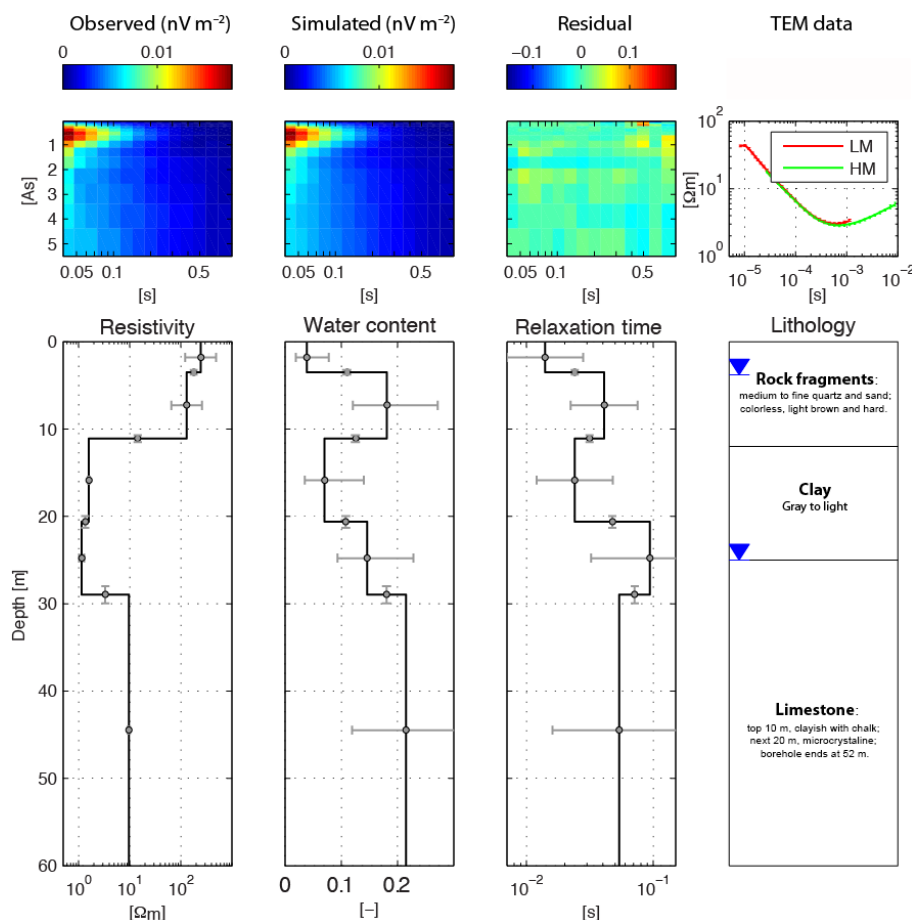 Observed (nV m⁻²) Simulated (nV m⁻²) Residual TEM data
0 0.01 0 0.01 −0.1 0 0.1
[As]
1
2
3
4
5
0.05 0.1 0.5
[s]
0.05 0.1 0.5
[s]
0.05 0.1 0.5
[s]
LM
HM
[Ωm]
10²
10¹
10⁰
10⁻⁵ 10⁻⁴ 10⁻³ 10⁻²
[s]
Resistivity Water content Relaxation time Lithology
Depth [m]
0
10
20
30
40
50
60
10⁰ 10¹ 10²
[Ωm]
0 0.1 0.2
[−]
10⁻² 10⁻¹
[s]
Rock fragments:
medium to fine quartz and sand;
colorless, light brown and hard.
Clay
Gray to light
Limestone:
top 10 m, clayish with chalk;
next 20 m, microcrystaline;
borehole ends at 52 m.